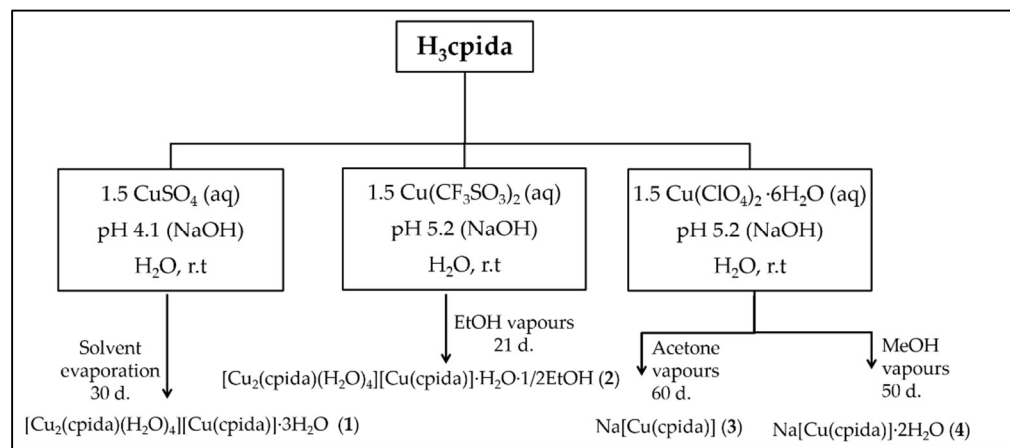 H₃cpida
1.5 CuSO₄ (aq)
pH 4.1 (NaOH)
H₂O, r.t
1.5 Cu(CF₃SO₃)₂ (aq)
pH 5.2 (NaOH)
H₂O, r.t
1.5 Cu(ClO₄)₂·6H₂O (aq)
pH 5.2 (NaOH)
H₂O, r.t
Solvent
evaporation
30 d.
[Cu₂(cpida)(H₂O)₄][Cu(cpida)]·3H₂O (1)
EtOH vapours
21 d.
[Cu₂(cpida)(H₂O)₄][Cu(cpida)]·H₂O·1/2EtOH (2)
Acetone
vapours
60 d.
Na[Cu(cpida)] (3)
MeOH
vapours
50 d.
Na[Cu(cpida)]·2H₂O (4)